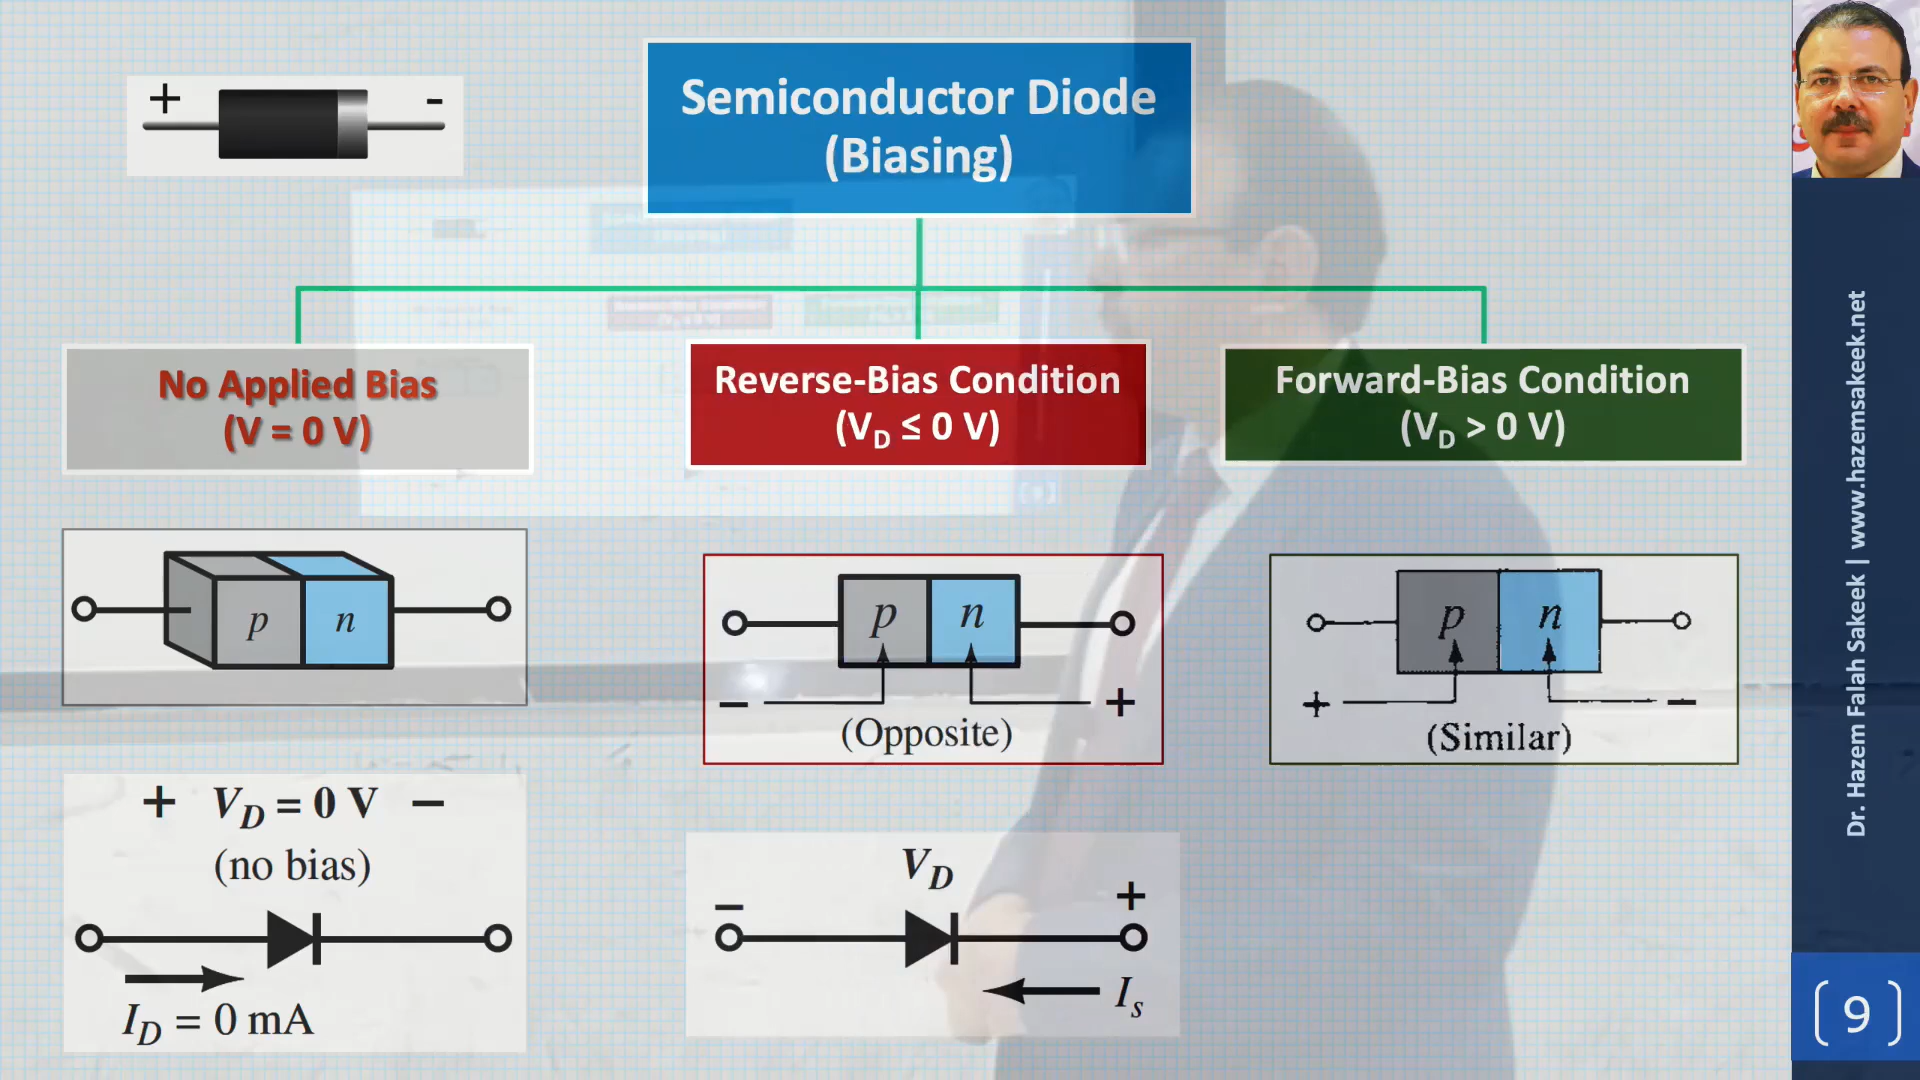 + -
Semiconductor Diode
(Biasing)
No Applied Bias
(V = 0 V)
Reverse-Bias Condition
(V_D ≤ 0 V)
Forward-Bias Condition
(V_D > 0 V)
p n
p n
− +
(Opposite)
p n
+ −
(Similar)
+ V_D = 0 V −
(no bias)
I_D = 0 mA
V_D
− +
I_s
Dr. Hazem Falah Sakeek | www.hazemsakeek.net
[9]